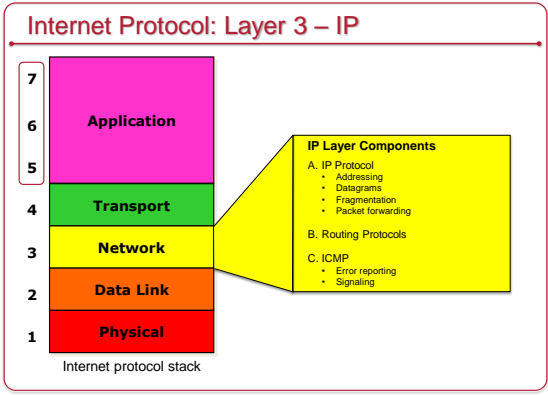 Internet Protocol: Layer 3 – IP
7
6
Application
5
4
Transport
3
Network
2
Data Link
1
Physical
Internet protocol stack
IP Layer Components
A. IP Protocol
• Addressing
• Datagrams
• Fragmentation
• Packet forwarding
B. Routing Protocols
C. ICMP
• Error reporting
• Signaling